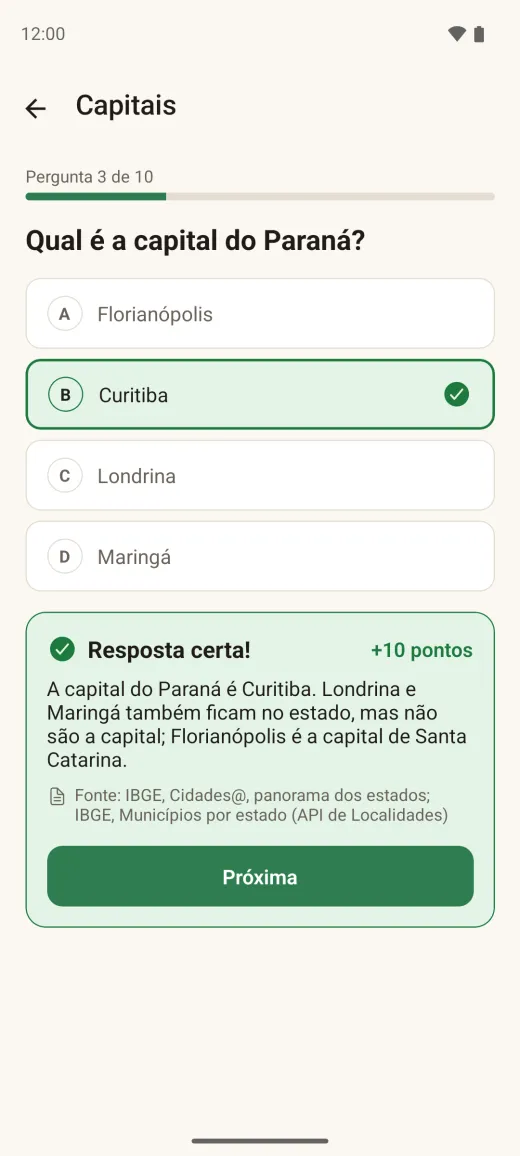 12:00
Capitais
Pergunta 3 de 10
Qual é a capital do Paraná?
A Florianópolis
B Curitiba
C Londrina
D Maringá
Resposta certa! +10 pontos
A capital do Paraná é Curitiba. Londrina e
Maringá também ficam no estado, mas não
são a capital; Florianópolis é a capital de Santa
Catarina.
Fonte: IBGE, Cidades@, panorama dos estados;
IBGE, Municípios por estado (API de Localidades)
Próxima